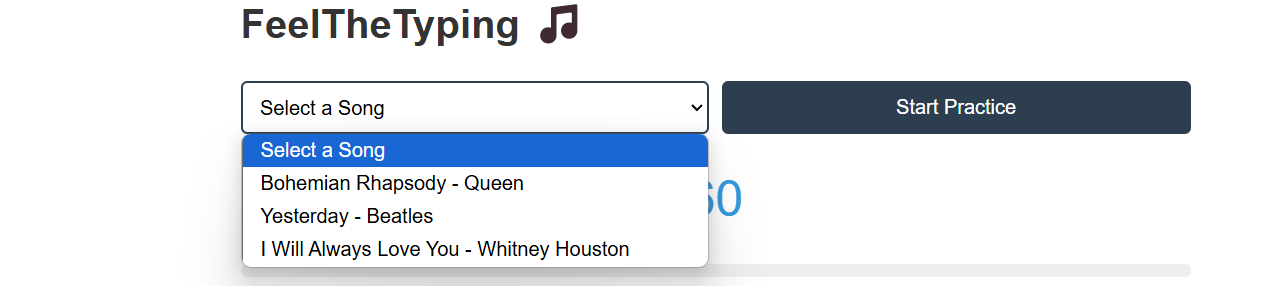 FeelTheTyping
Select a Song
Start Practice
Select a Song
Bohemian Rhapsody - Queen
Yesterday - Beatles
I Will Always Love You - Whitney Houston